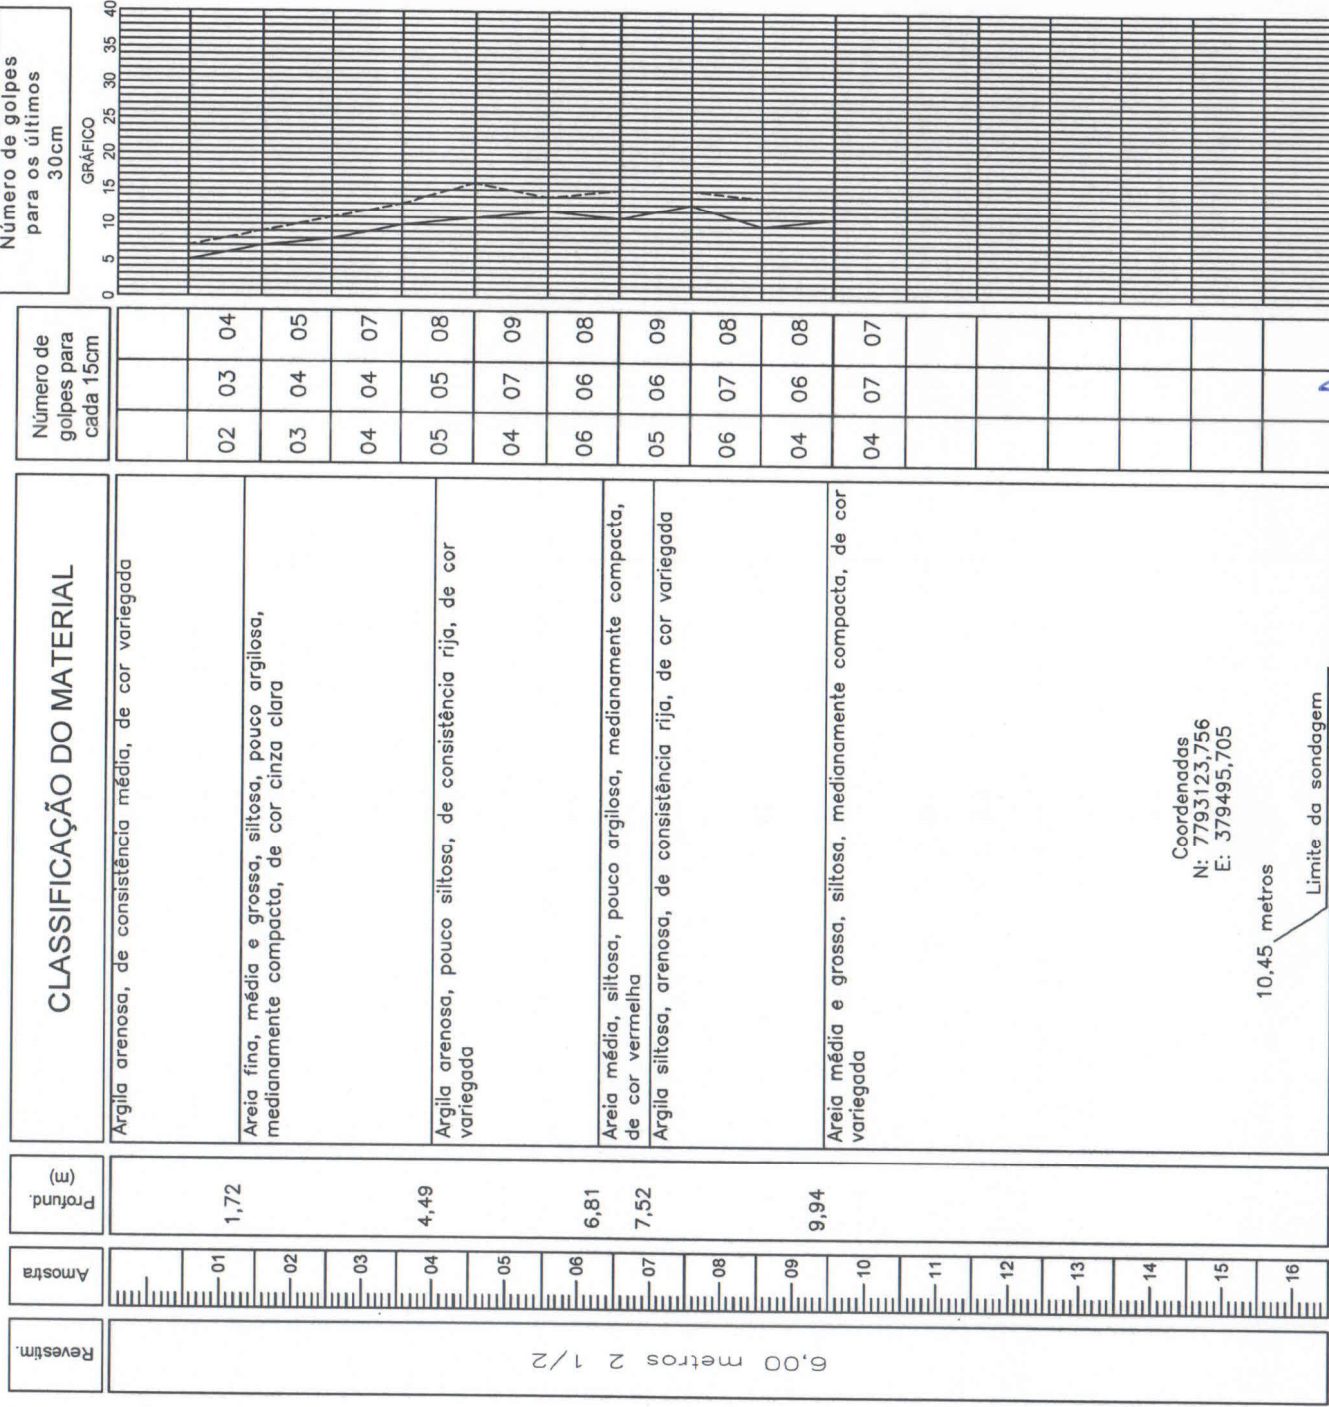 Revestim.
Amostra
Profund.
(m)
CLASSIFICAÇÃO DO MATERIAL
Número de
golpes para
cada 15cm
Número de golpes
para os últimos
30cm
GRÁFICO
0 5 10 15 20 25 30 35 40
6,00 metros 2 1/2
01
02
03
04
05
06
07
08
09
10
11
12
13
14
15
16
1,72
4,49
6,81
7,52
9,94
Argila arenosa, de consistência média, de cor variegada
Areia fina, média e grossa, siltosa, pouco argilosa,
medianamente compacta, de cor cinza clara
Argila arenosa, pouco siltosa, de consistência rija, de cor
variegada
Areia média, siltosa, pouco argilosa, medianamente compacta,
de cor vermelha
Argila siltosa, arenosa, de consistência rija, de cor variegada
Areia média e grossa, siltosa, medianamente compacta, de cor
variegada
Coordenadas
N: 7793123,756
E: 379495,705
10,45 metros
Limite da sondagem
02 03 04
03 04 05
04 04 07
05 05 08
04 07 09
06 06 08
05 06 09
06 07 08
04 06 08
04 07 07